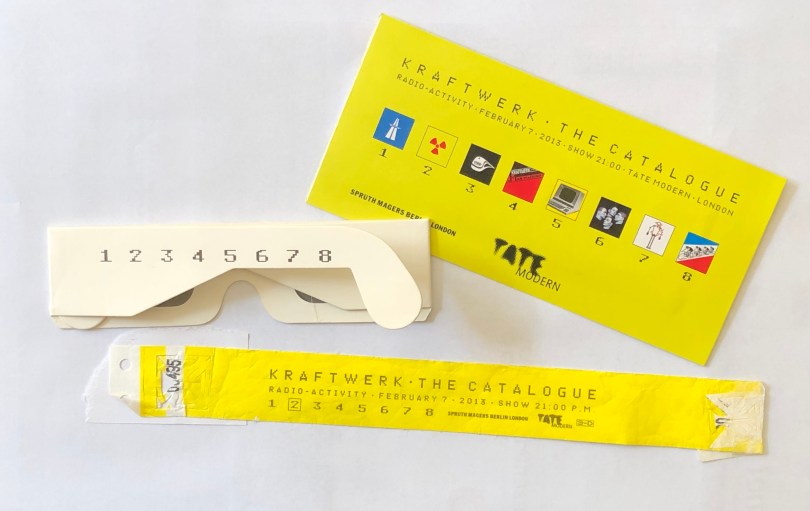 KRAFTWERK · THE CATALOGUE
RADIO-ACTIVITY · FEBRUARY 7 · 2013 · SHOW 21:00 · TATE MODERN · LONDON
1 2 3 4 5 6 7 8
SPRUTH MAGERS BERLIN LONDON
TATE
MODERN
1 2 3 4 5 6 7 8
KRAFTWERK · THE CATALOGUE
RADIO-ACTIVITY · FEBRUARY 7 · 2013 · SHOW 21:00 P.M
1 2 3 4 5 6 7 8 SPRUTH MAGERS BERLIN LONDON TATE MODERN